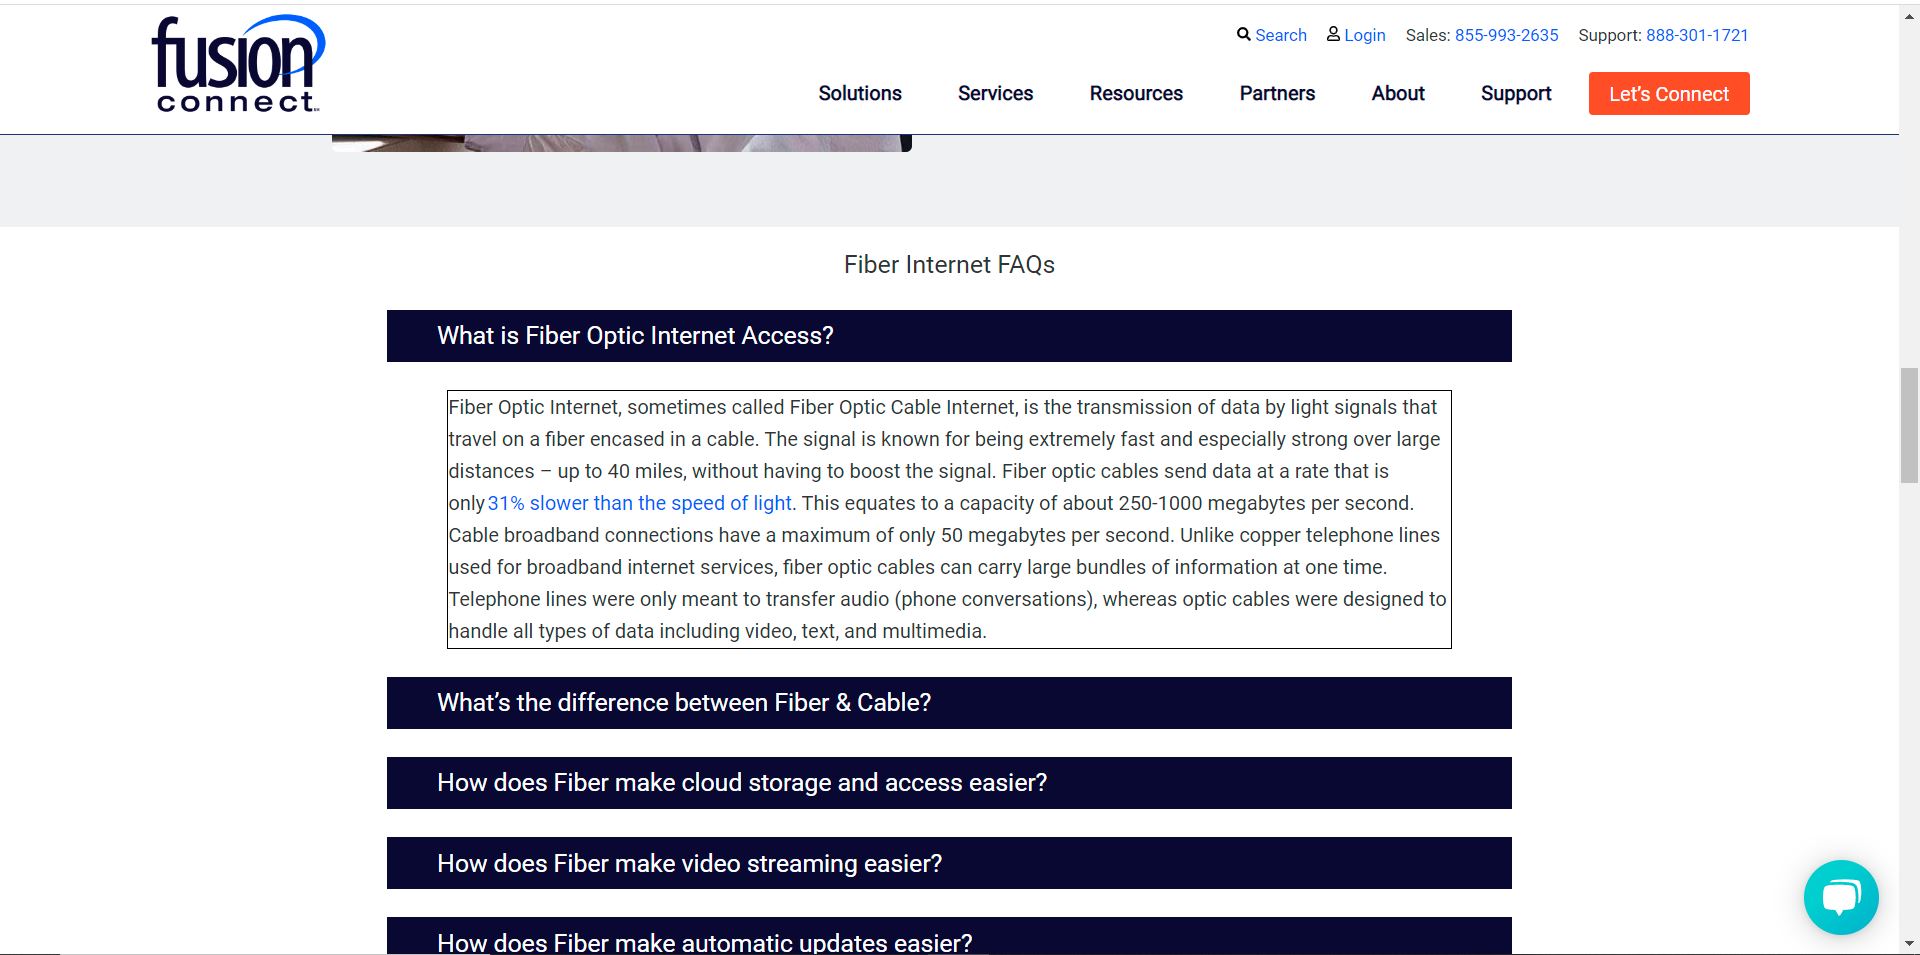 fusion
connect
Search
Login
Sales: 855-993-2635
Support: 888-301-1721
Solutions
Services
Resources
Partners
About
Support
Let's Connect
Fiber Internet FAQs
What is Fiber Optic Internet Access?
Fiber Optic Internet, sometimes called Fiber Optic Cable Internet, is the transmission of data by light signals that
travel on a fiber encased in a cable. The signal is known for being extremely fast and especially strong over large
distances – up to 40 miles, without having to boost the signal. Fiber optic cables send data at a rate that is
only 31% slower than the speed of light. This equates to a capacity of about 250-1000 megabytes per second.
Cable broadband connections have a maximum of only 50 megabytes per second. Unlike copper telephone lines
used for broadband internet services, fiber optic cables can carry large bundles of information at one time.
Telephone lines were only meant to transfer audio (phone conversations), whereas optic cables were designed to
handle all types of data including video, text, and multimedia.
What's the difference between Fiber & Cable?
How does Fiber make cloud storage and access easier?
How does Fiber make video streaming easier?
How does Fiber make automatic updates easier?